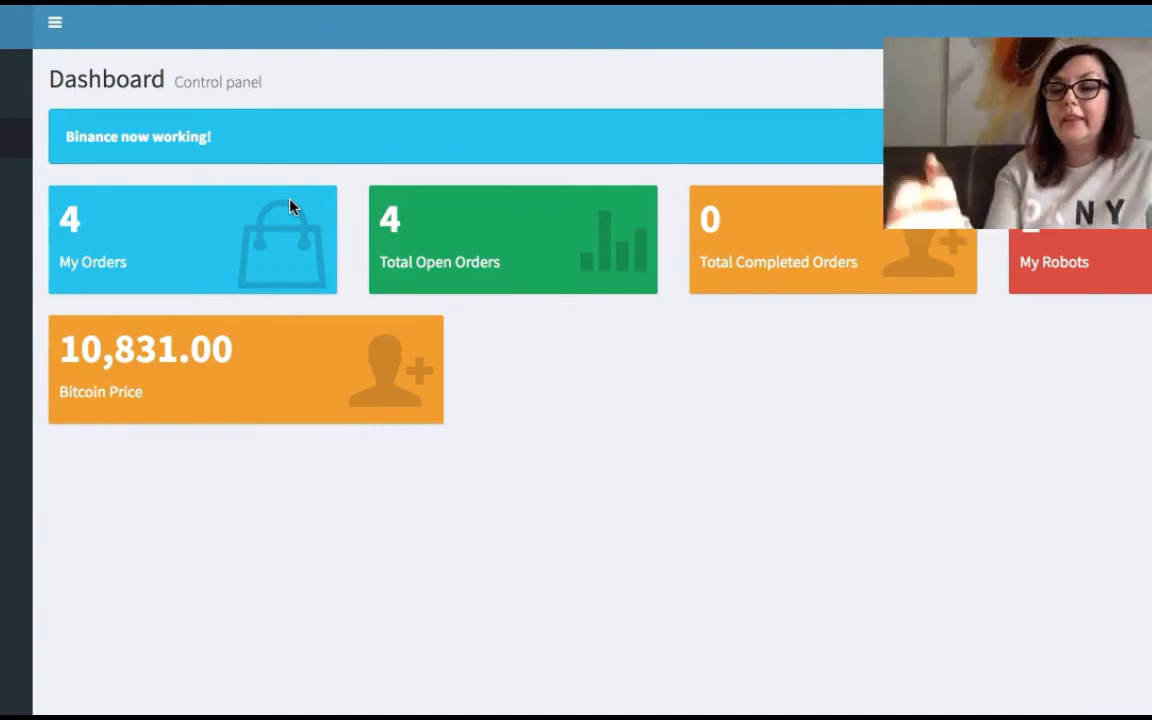 Dashboard Control panel
Binance now working!
4
My Orders
4
Total Open Orders
0
Total Completed Orders
My Robots
10,831.00
Bitcoin Price
NY